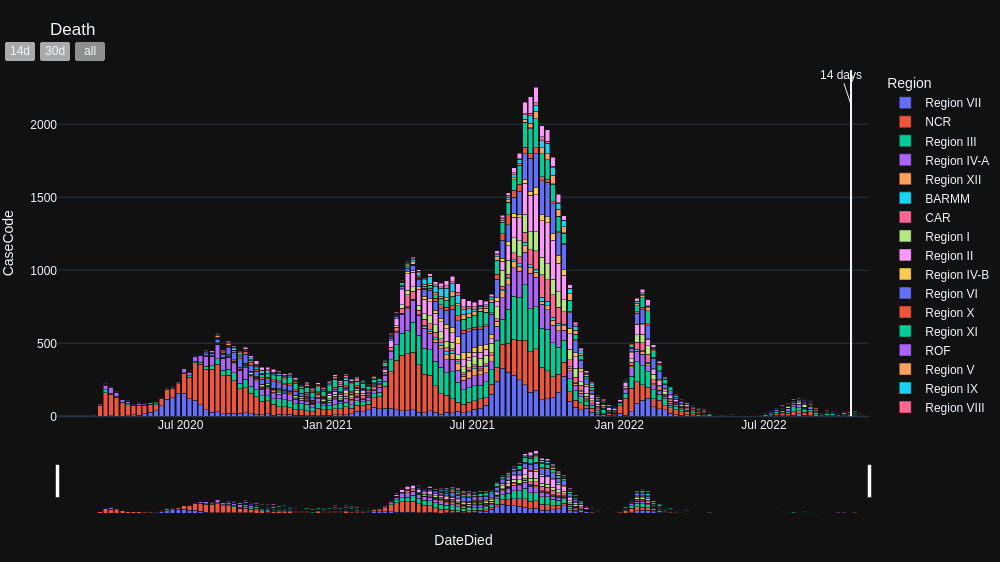 Death
14d 30d all
14 days
Region
Region VII
NCR
Region III
Region IV-A
Region XII
BARMM
CAR
Region I
Region II
Region IV-B
Region VI
Region X
Region XI
ROF
Region V
Region IX
Region VIII
CaseCode
2000
1500
1000
500
0
Jul 2020 Jan 2021 Jul 2021 Jan 2022 Jul 2022
DateDied